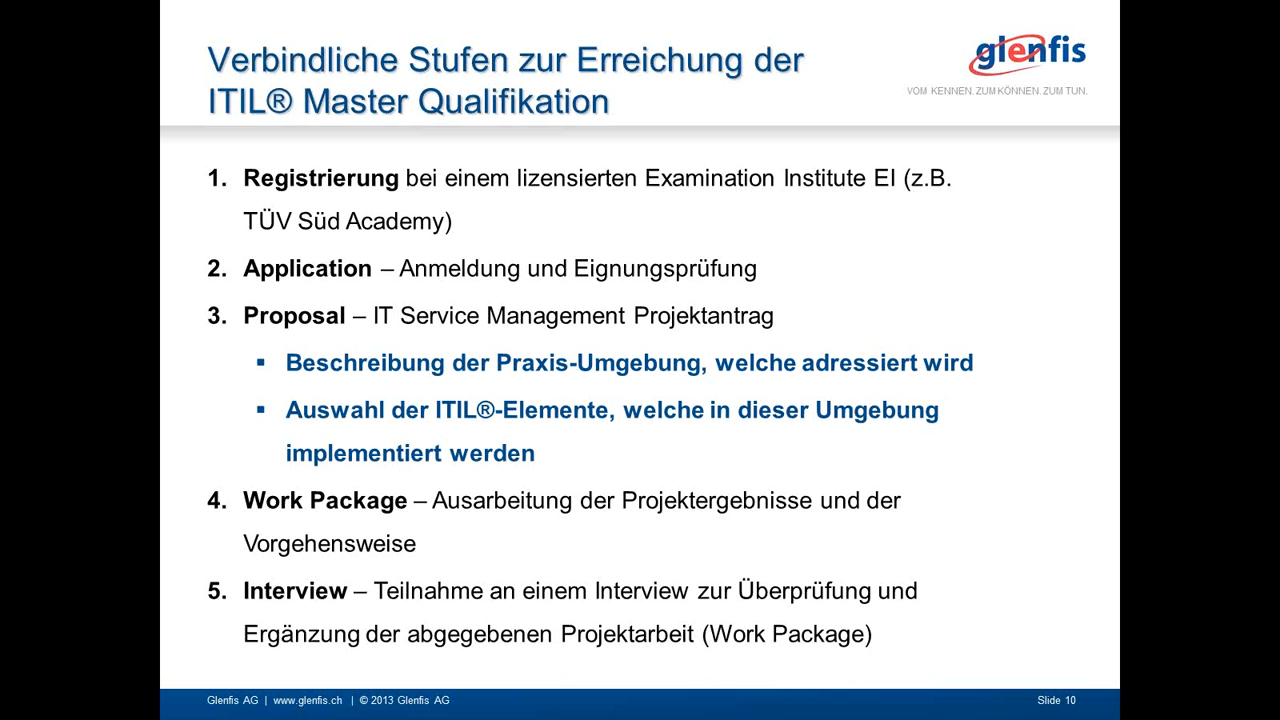 Verbindliche Stufen zur Erreichung der
ITIL® Master Qualifikation
glenfis
VOM KENNEN. ZUM KÖNNEN. ZUM TUN.
1. Registrierung bei einem lizensierten Examination Institute EI (z.B.
TÜV Süd Academy)
2. Application – Anmeldung und Eignungsprüfung
3. Proposal – IT Service Management Projektantrag
▪ Beschreibung der Praxis-Umgebung, welche adressiert wird
▪ Auswahl der ITIL®-Elemente, welche in dieser Umgebung
implementiert werden
4. Work Package – Ausarbeitung der Projektergebnisse und der
Vorgehensweise
5. Interview – Teilnahme an einem Interview zur Überprüfung und
Ergänzung der abgegebenen Projektarbeit (Work Package)
Glenfis AG | www.glenfis.ch | © 2013 Glenfis AG
Slide 10